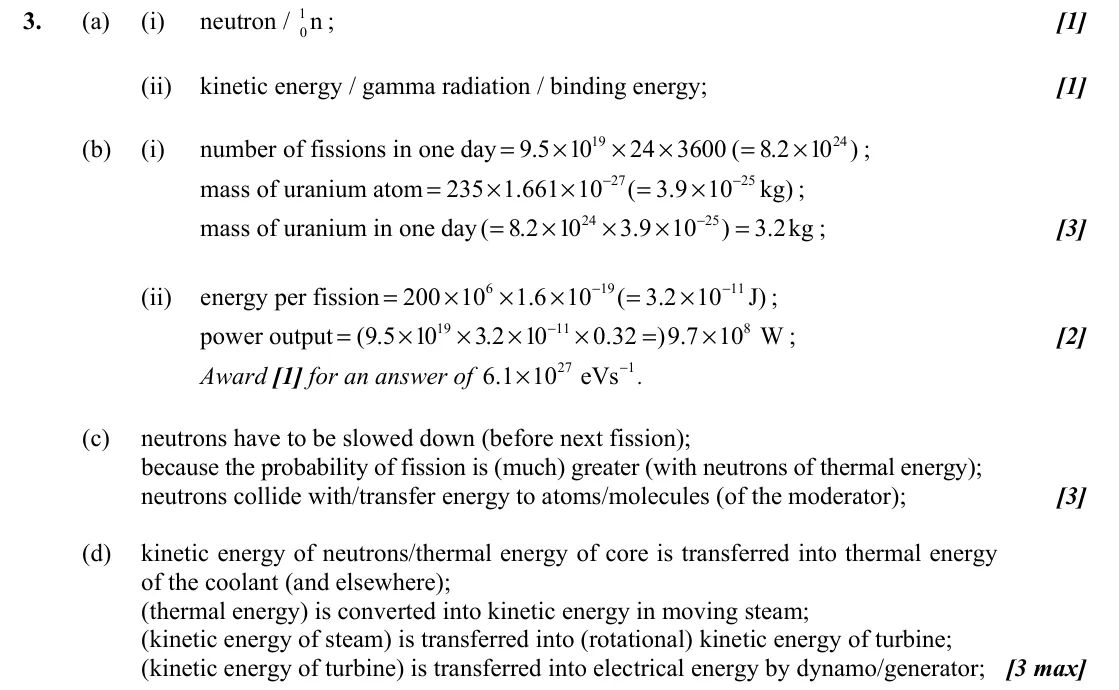 3. (a) (i) neutron / ¹₀n ; [1]
(ii) kinetic energy / gamma radiation / binding energy; [1]
(b) (i) number of fissions in one day = 9.5×10¹⁹ ×24×3600 (= 8.2×10²⁴) ;
mass of uranium atom = 235×1.661×10⁻²⁷ (= 3.9×10⁻²⁵ kg) ;
mass of uranium in one day (= 8.2×10²⁴ ×3.9×10⁻²⁵) = 3.2 kg ; [3]
(ii) energy per fission = 200×10⁶ ×1.6×10⁻¹⁹ (= 3.2×10⁻¹¹ J) ;
power output = (9.5×10¹⁹ ×3.2×10⁻¹¹ ×0.32 =) 9.7×10⁸ W ; [2]
Award [1] for an answer of 6.1×10²⁷ eVs⁻¹.
(c) neutrons have to be slowed down (before next fission);
because the probability of fission is (much) greater (with neutrons of thermal energy);
neutrons collide with/transfer energy to atoms/molecules (of the moderator); [3]
(d) kinetic energy of neutrons/thermal energy of core is transferred into thermal energy
of the coolant (and elsewhere);
(thermal energy) is converted into kinetic energy in moving steam;
(kinetic energy of steam) is transferred into (rotational) kinetic energy of turbine;
(kinetic energy of turbine) is transferred into electrical energy by dynamo/generator; [3 max]